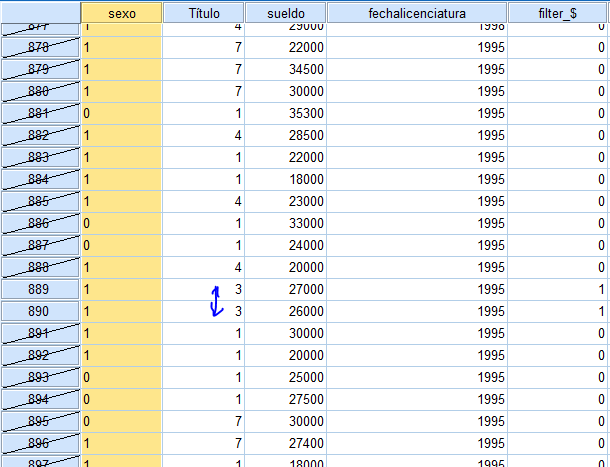 sexo Título sueldo fechalicenciatura filter_$
877 1 4 29000 1998 0
878 1 7 22000 1995 0
879 1 7 34500 1995 0
880 1 7 30000 1995 0
881 0 1 35300 1995 0
882 1 4 28500 1995 0
883 1 1 22000 1995 0
884 1 1 18000 1995 0
885 1 4 23000 1995 0
886 0 1 33000 1995 0
887 0 1 24000 1995 0
888 1 4 20000 1995 0
889 1 3 27000 1995 1
890 1 3 26000 1995 1
891 1 1 30000 1995 0
892 1 1 20000 1995 0
893 0 1 25000 1995 0
894 0 1 27500 1995 0
895 0 7 30000 1995 0
896 1 7 27400 1995 0
897 1 1 18000 1995 0